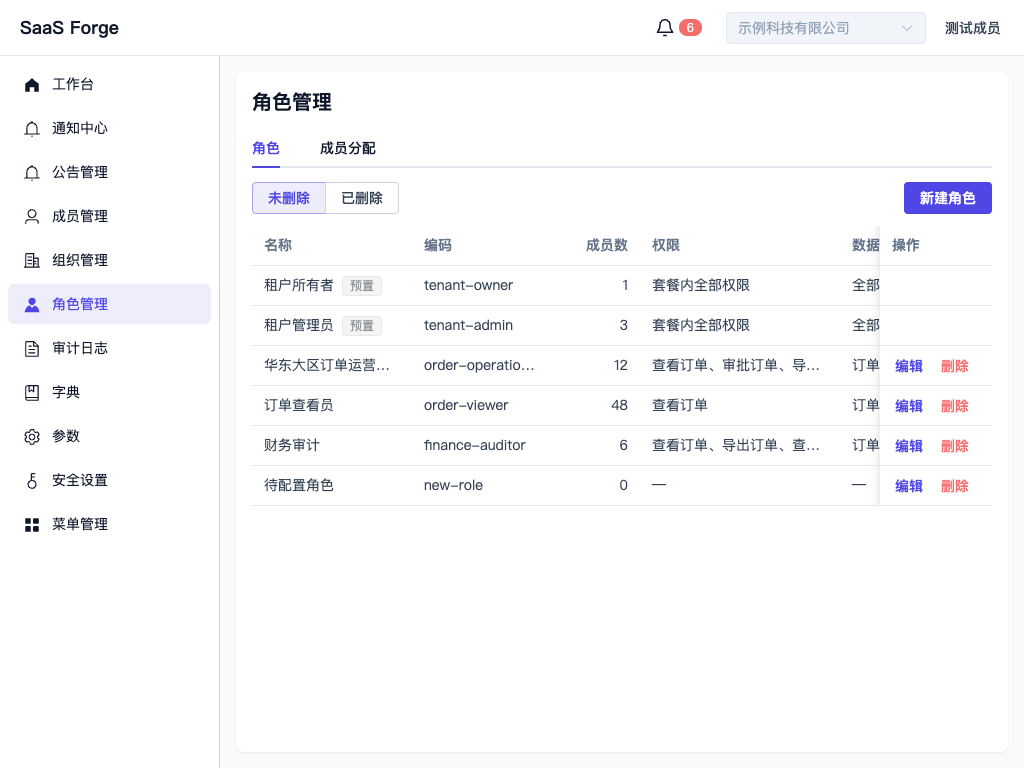 SaaS Forge
6
示例科技有限公司
测试成员
工作台
通知中心
公告管理
成员管理
组织管理
角色管理
审计日志
字典
参数
安全设置
菜单管理
角色管理
角色 成员分配
未删除 已删除 新建角色
名称 编码 成员数 权限 数据 操作
租户所有者 预置 tenant-owner 1 套餐内全部权限 全部
租户管理员 预置 tenant-admin 3 套餐内全部权限 全部
华东大区订单运营… order-operatio… 12 查看订单、审批订单、导… 订单 编辑 删除
订单查看员 order-viewer 48 查看订单 订单 编辑 删除
财务审计 finance-auditor 6 查看订单、导出订单、查… 订单 编辑 删除
待配置角色 new-role 0 — — 编辑 删除